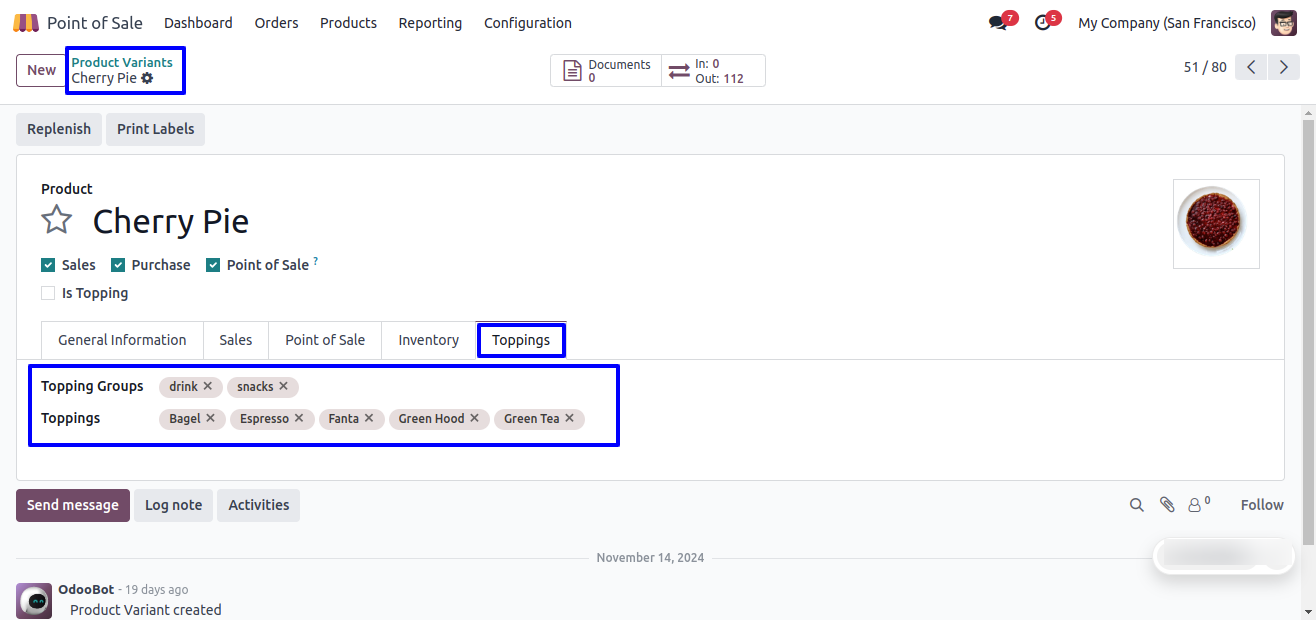 Point of Sale Dashboard Orders Products Reporting Configuration 7 5 My Company (San Francisco)
New Product Variants Documents In: 0 51 / 80
Cherry Pie 0 Out: 112
Replenish Print Labels
Product
Cherry Pie
Sales Purchase Point of Sale ?
Is Topping
General Information Sales Point of Sale Inventory Toppings
Topping Groups drink × snacks ×
Toppings Bagel × Espresso × Fanta × Green Hood × Green Tea ×
Send message Log note Activities 0 Follow
November 14, 2024
OdooBot - 19 days ago
Product Variant created